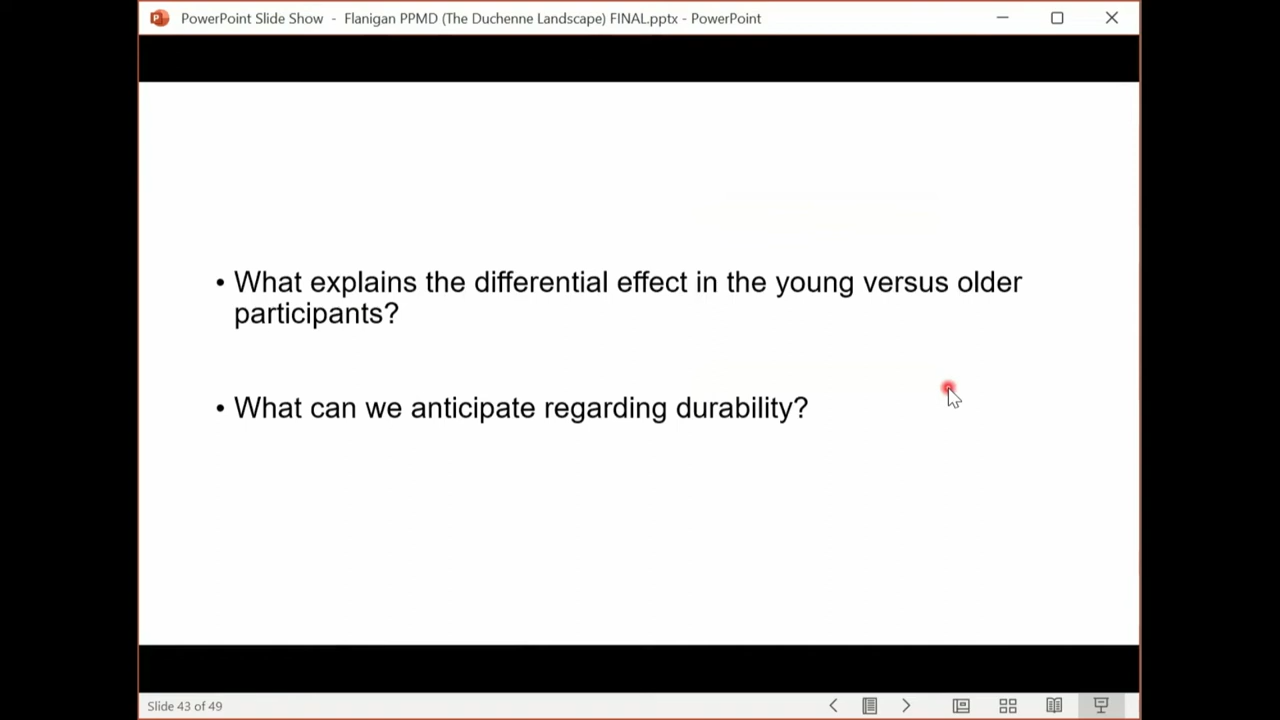 PowerPoint Slide Show - Flanigan PPMD (The Duchenne Landscape) FINAL.pptx - PowerPoint
• What explains the differential effect in the young versus older
participants?
• What can we anticipate regarding durability?
Slide 43 of 49